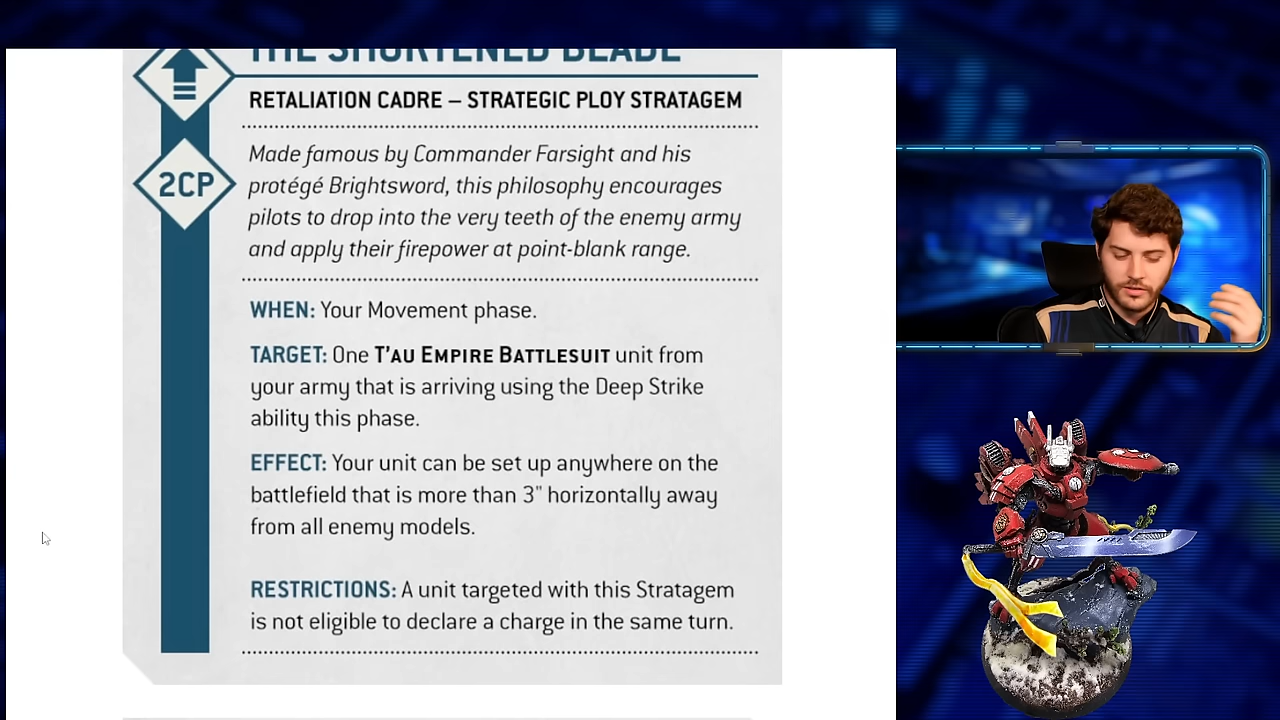 THE SHORTENED BLADE
RETALIATION CADRE – STRATEGIC PLOY STRATAGEM
2CP
Made famous by Commander Farsight and his
protégé Brightsword, this philosophy encourages
pilots to drop into the very teeth of the enemy army
and apply their firepower at point-blank range.
WHEN: Your Movement phase.
TARGET: One T'AU EMPIRE BATTLESUIT unit from
your army that is arriving using the Deep Strike
ability this phase.
EFFECT: Your unit can be set up anywhere on the
battlefield that is more than 3" horizontally away
from all enemy models.
RESTRICTIONS: A unit targeted with this Stratagem
is not eligible to declare a charge in the same turn.